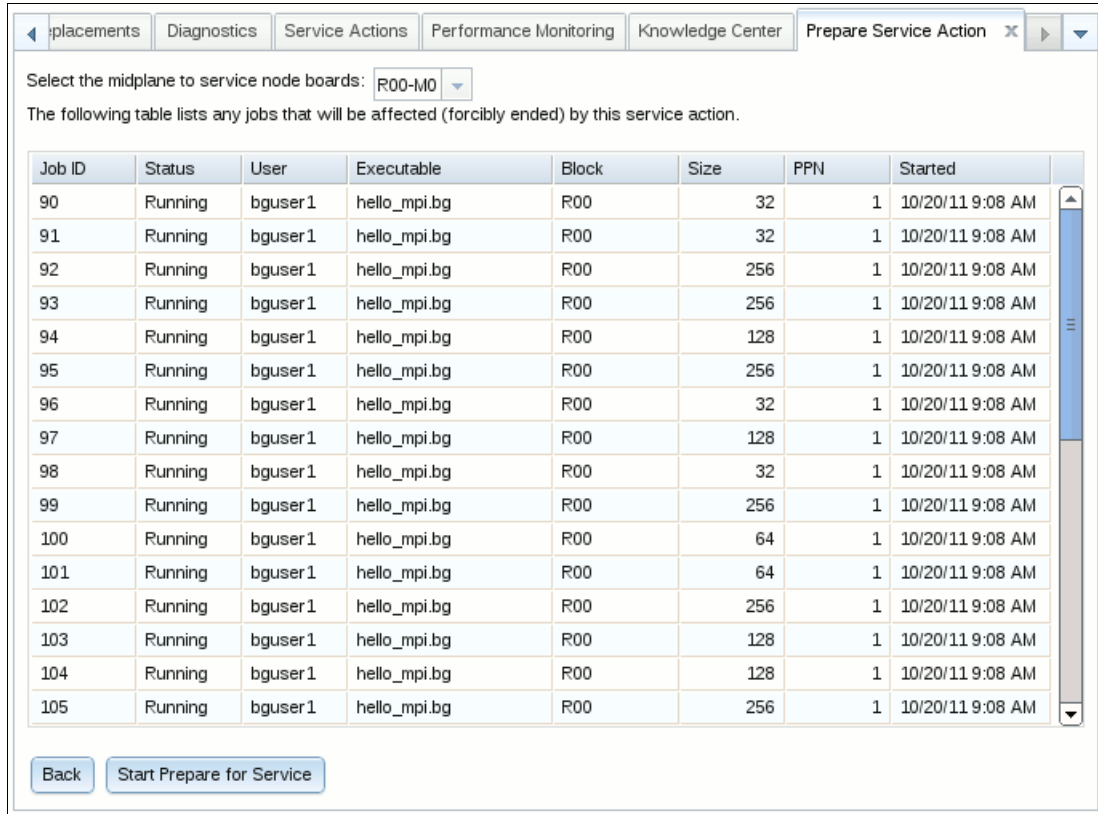 eplacements Diagnostics Service Actions Performance Monitoring Knowledge Center Prepare Service Action
Select the midplane to service node boards: R00-M0
The following table lists any jobs that will be affected (forcibly ended) by this service action.
Job ID Status User Executable Block Size PPN Started
90 Running bguser1 hello_mpi.bg R00 32 1 10/20/11 9:08 AM
91 Running bguser1 hello_mpi.bg R00 32 1 10/20/11 9:08 AM
92 Running bguser1 hello_mpi.bg R00 256 1 10/20/11 9:08 AM
93 Running bguser1 hello_mpi.bg R00 256 1 10/20/11 9:08 AM
94 Running bguser1 hello_mpi.bg R00 128 1 10/20/11 9:08 AM
95 Running bguser1 hello_mpi.bg R00 256 1 10/20/11 9:08 AM
96 Running bguser1 hello_mpi.bg R00 32 1 10/20/11 9:08 AM
97 Running bguser1 hello_mpi.bg R00 128 1 10/20/11 9:08 AM
98 Running bguser1 hello_mpi.bg R00 32 1 10/20/11 9:08 AM
99 Running bguser1 hello_mpi.bg R00 256 1 10/20/11 9:08 AM
100 Running bguser1 hello_mpi.bg R00 64 1 10/20/11 9:08 AM
101 Running bguser1 hello_mpi.bg R00 64 1 10/20/11 9:08 AM
102 Running bguser1 hello_mpi.bg R00 256 1 10/20/11 9:08 AM
103 Running bguser1 hello_mpi.bg R00 128 1 10/20/11 9:08 AM
104 Running bguser1 hello_mpi.bg R00 128 1 10/20/11 9:08 AM
105 Running bguser1 hello_mpi.bg R00 256 1 10/20/11 9:08 AM
Back Start Prepare for Service